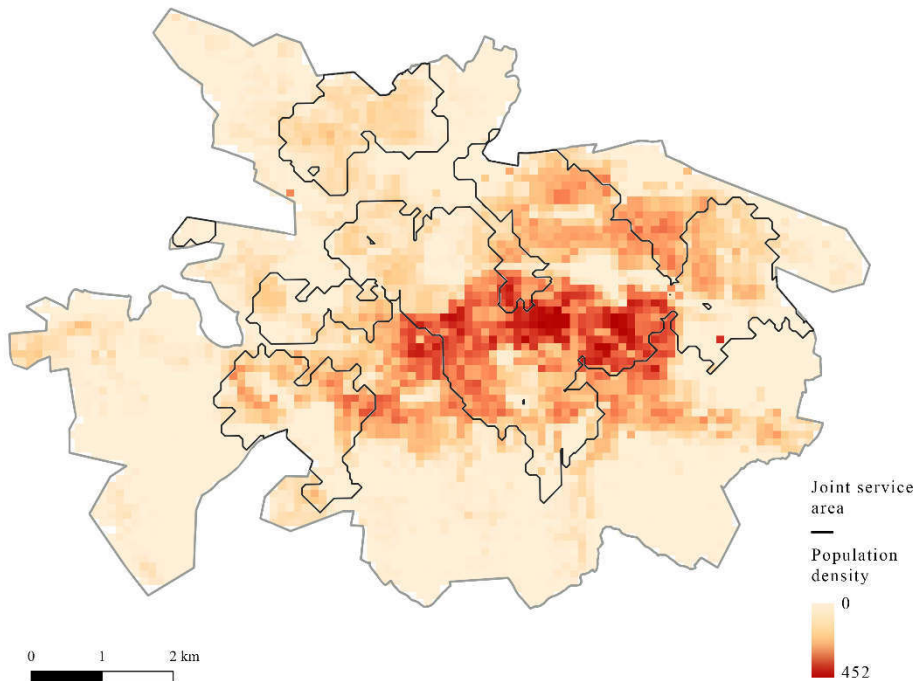 Joint service
area
Population
density
0
452
0 1 2 km